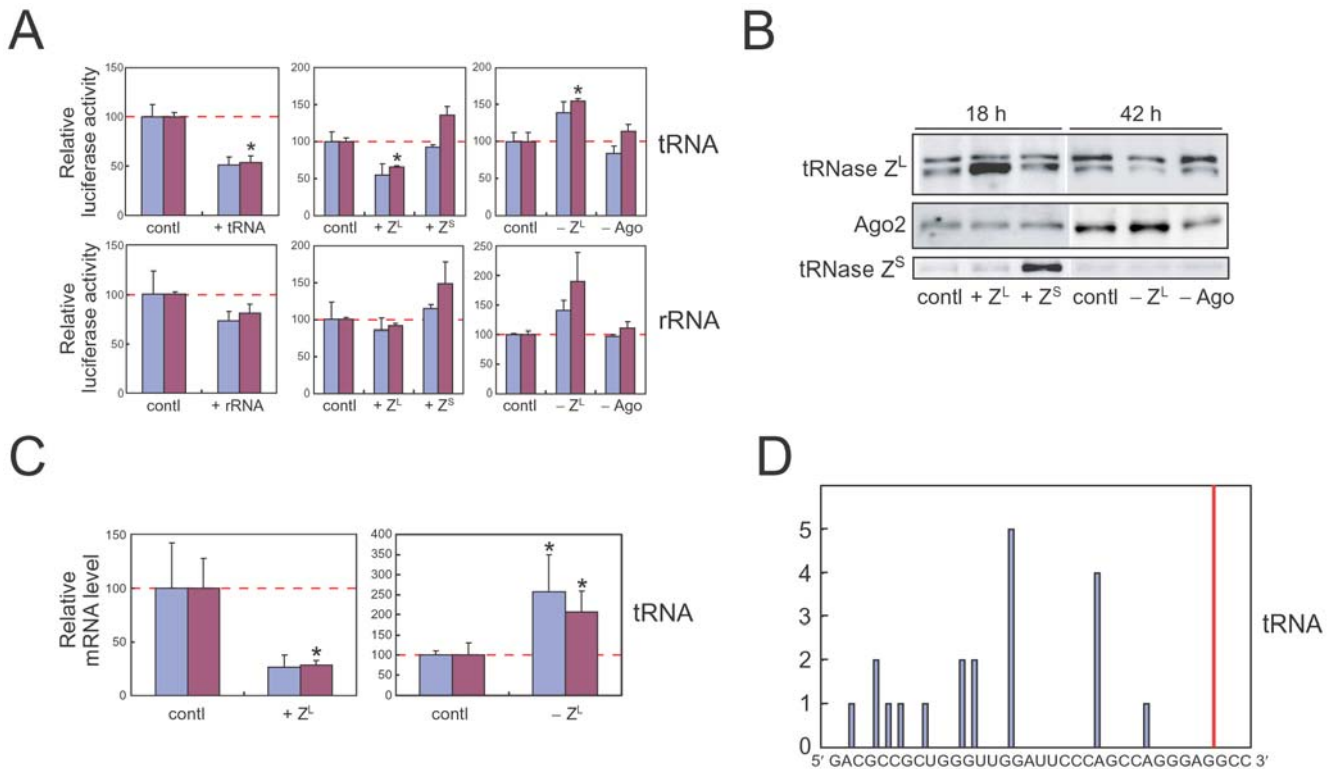 A
B
Relative
luciferase activity
150
100
50
0
contl
+ tRNA
*
200
150
100
50
0
contl
+ Zᴸ
+ Zˢ
*
200
150
100
50
0
contl
– Zᴸ
– Ago
*
tRNA
Relative
luciferase activity
150
100
50
0
contl
+ rRNA
200
150
100
50
0
contl
+ Zᴸ
+ Zˢ
250
200
150
100
50
0
contl
– Zᴸ
– Ago
rRNA
18 h
42 h
tRNase Zᴸ
Ago2
tRNase Zˢ
contl + Zᴸ + Zˢ contl – Zᴸ – Ago
C
D
Relative
mRNA level
150
100
50
0
contl
+ Zᴸ
*
400
350
300
250
200
150
100
50
0
contl
– Zᴸ
*
*
tRNA
5
4
3
2
1
0
5′ GACGCCGCUGGGUUGGAUUCCCAGCCAGGGAGGCC 3′
tRNA